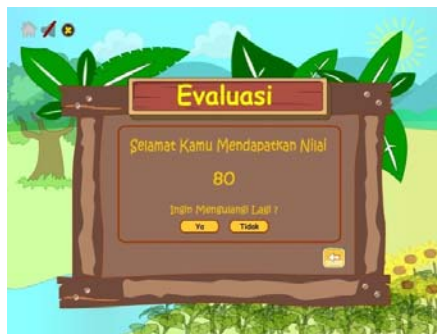 Evaluasi
Selamat Kamu Mendapatkan Nilai
80
Ingin Mengulangi Lagi ?
Ya
Tidak